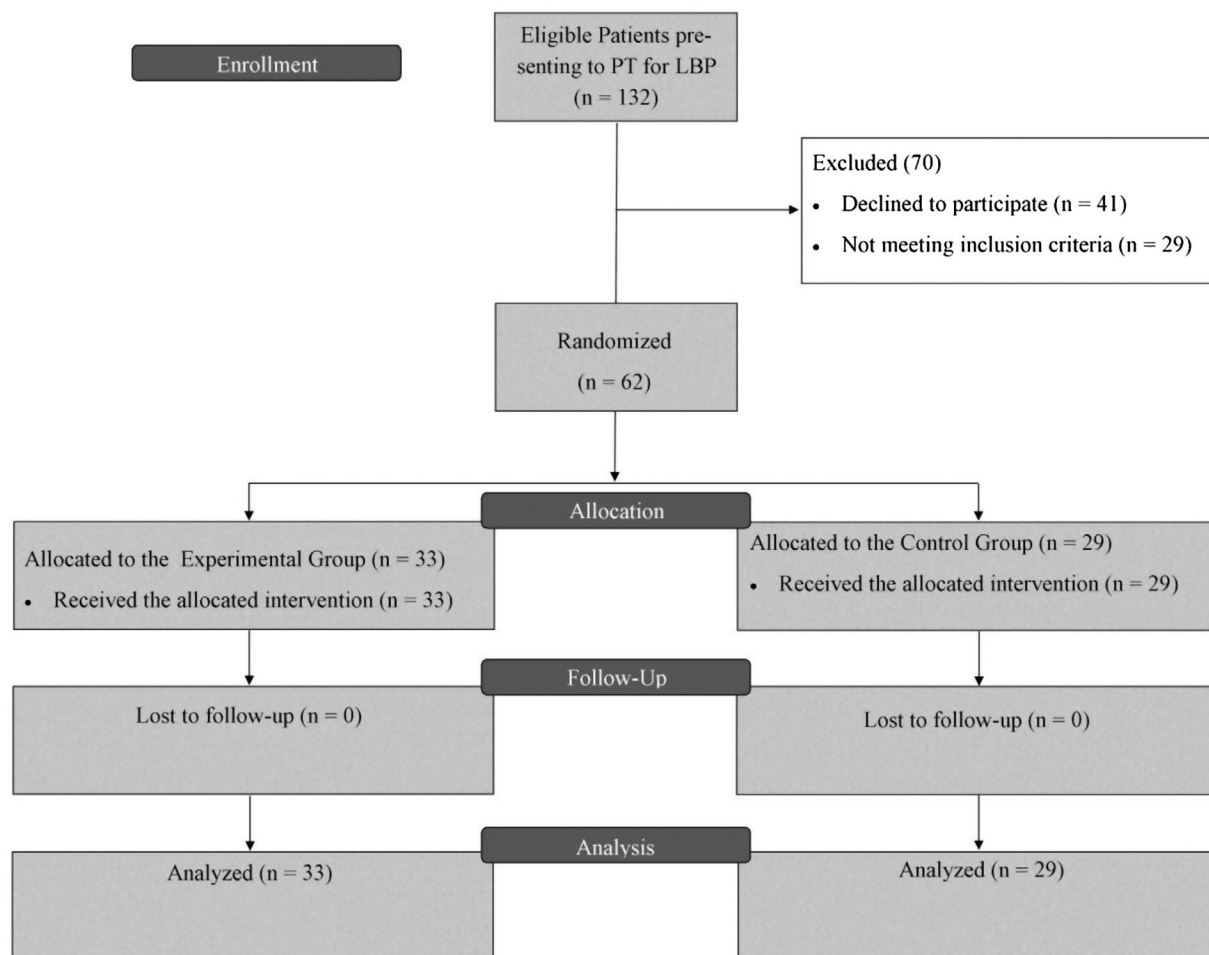 Enrollment
Eligible Patients pre-
senting to PT for LBP
(n = 132)
Excluded (70)
• Declined to participate (n = 41)
• Not meeting inclusion criteria (n = 29)
Randomized
(n = 62)
Allocation
Allocated to the Experimental Group (n = 33)
• Received the allocated intervention (n = 33)
Allocated to the Control Group (n = 29)
• Received the allocated intervention (n = 29)
Follow-Up
Lost to follow-up (n = 0)
Lost to follow-up (n = 0)
Analysis
Analyzed (n = 33)
Analyzed (n = 29)